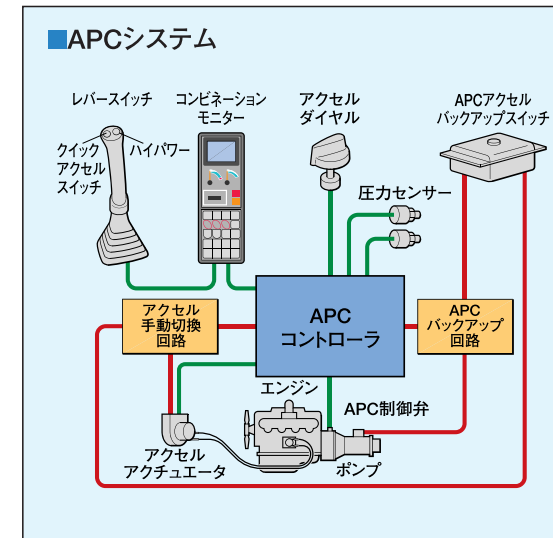 ■APCシステム
レバースイッチ
コンビネーション
モニター
アクセル
ダイヤル
APCアクセル
バックアップスイッチ
クイック
アクセル
スイッチ
ハイパワー
圧力センサー
アクセル
手動切換
回路
APC
コントローラ
APC
バックアップ
回路
エンジン
APC制御弁
アクセル
アクチュエータ
ポンプ